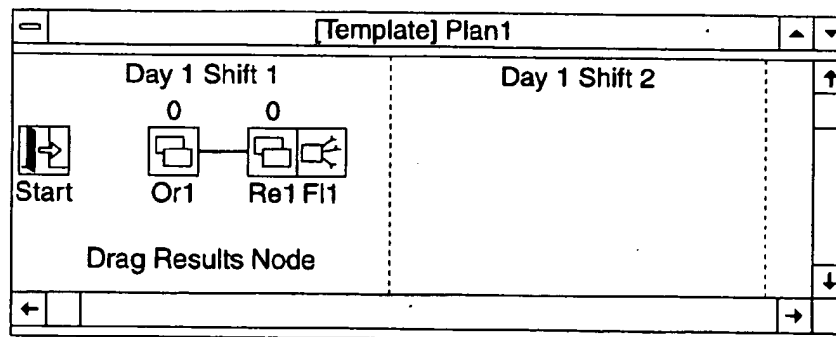 [Template] Plan1
Day 1 Shift 1 Day 1 Shift 2
0 0
Start Or1 Re1 Fl1
Drag Results Node